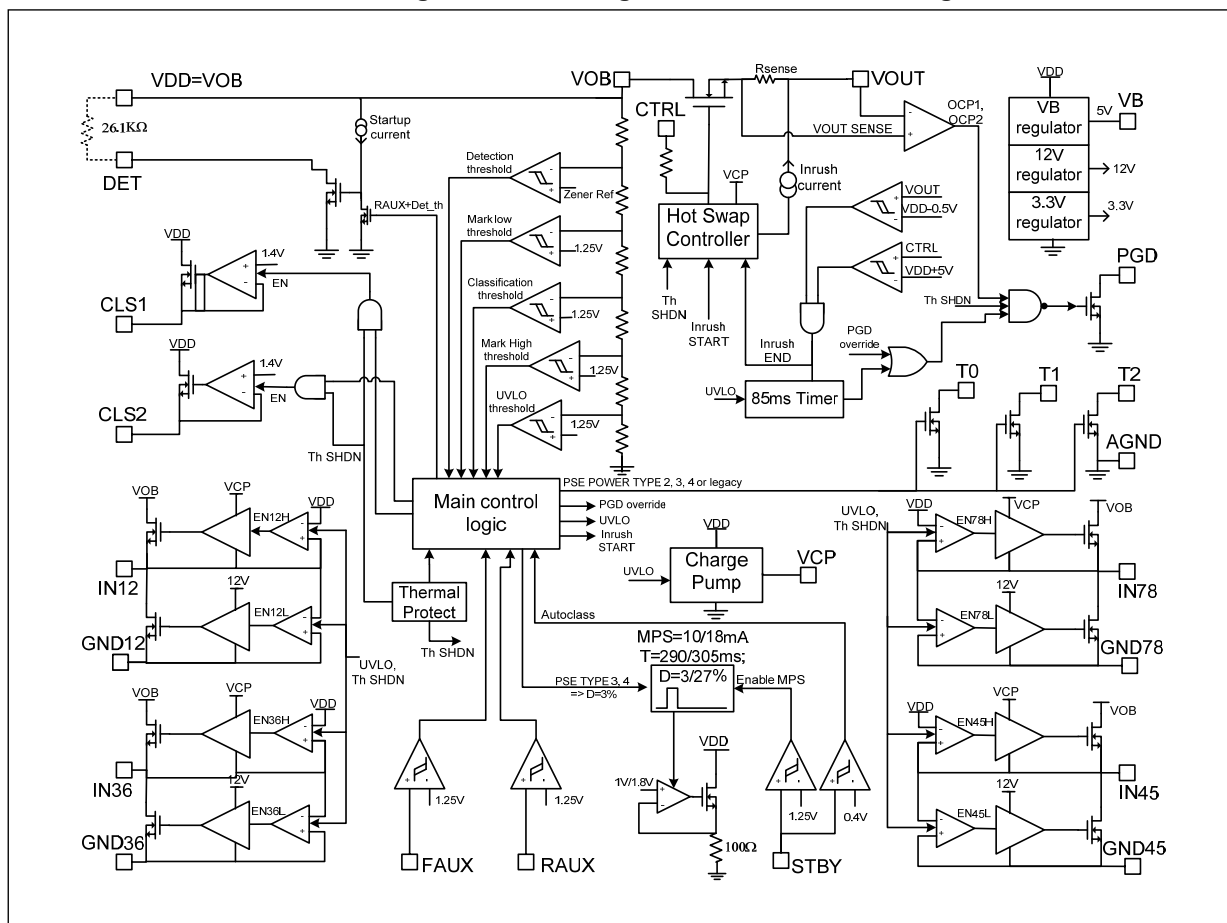 VDD=VOB
VOB
Rsense
VOUT
VDD
VB
regulator
5V
VB
12V
regulator
12V
3.3V
regulator
3.3V
26.1KΩ
Startup
current
CTRL
OCP1,
OCP2
VOUT SENSE
DET
Detection
threshold
Zener Ref
RAUX+Det_th
VCP
Inrush
current
VOUT
VDD-0.5V
Hot Swap
Controller
CTRL
VDD+5V
Mark low
threshold
1.25V
VDD
1.4V
EN
CLS1
Classification
threshold
1.25V
Th
SHDN
Inrush
START
Inrush
END
PGD
Th SHDN
PGD
override
Mark High
threshold
1.25V
VDD
1.4V
EN
CLS2
UVLO
threshold
1.25V
UVLO
85ms Timer
T0
T1
T2
AGND
Th SHDN
PSE POWER TYPE 2, 3, 4 or legacy
Main control
logic
PGD override
UVLO
Inrush
START
VOB
VCP
EN12H
VDD
IN12
12V
EN12L
GND12
UVLO,
Th SHDN
Thermal
Protect
Th SHDN
VDD
Charge
Pump
UVLO
VCP
Autoclass
UVLO,
Th SHDN
VDD
EN78H
VCP
VOB
IN78
EN78L
12V
GND78
MPS=10/18mA
T=290/305ms;
D=3/27%
PSE TYPE 3, 4
=> D=3%
Enable MPS
VOB
VCP
EN36H
VDD
IN36
12V
EN36L
GND36
1.25V
FAUX
1.25V
RAUX
VDD
1V/1.8V
100Ω
1.25V
0.4V
STBY
VDD
EN45H
VCP
VOB
IN45
EN45L
12V
GND45